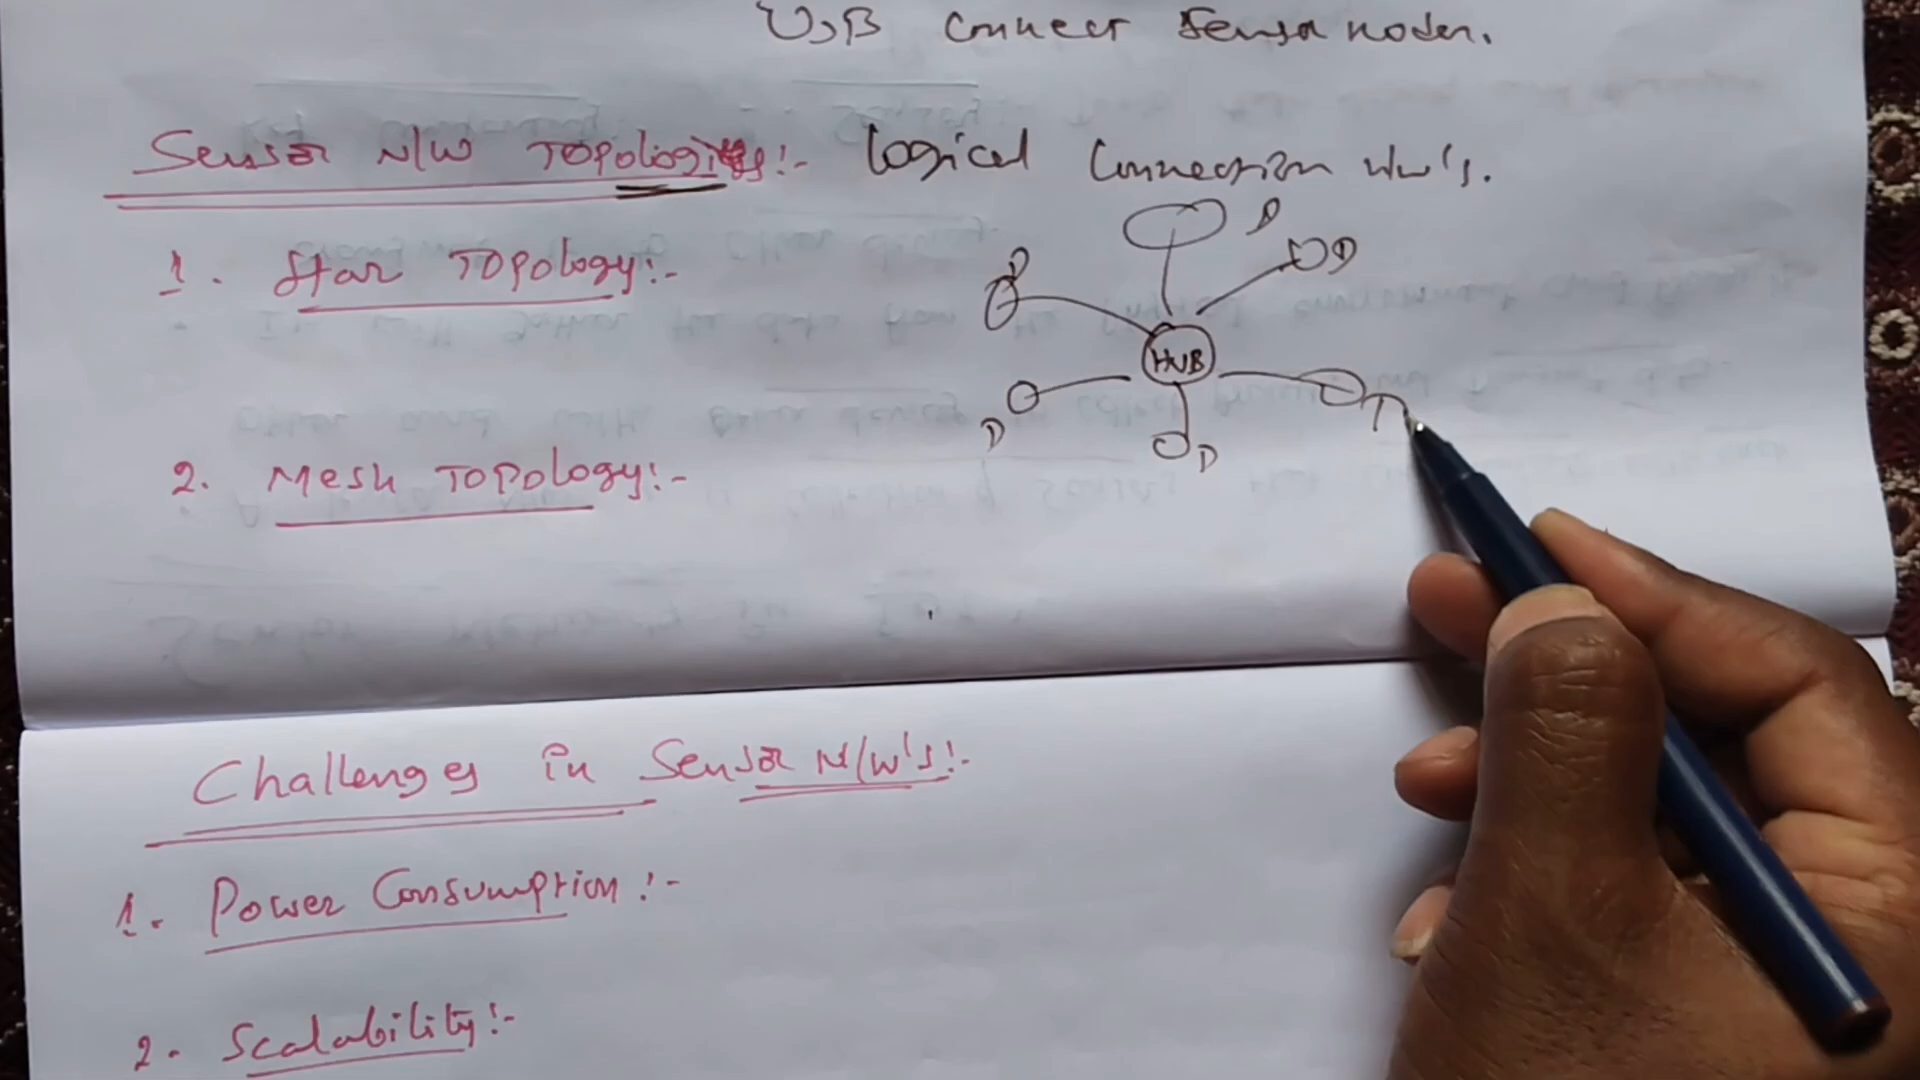 USB Connect Sensor nodes.
Sensor N/W Topologies:- logical Connection N/w's.
1. Star Topology:-
D
D
D
HUB
D
D
2. Mesh Topology:-
Challenges in Sensor N/W's:-
1. Power Consumption:-
2. Scalability:-